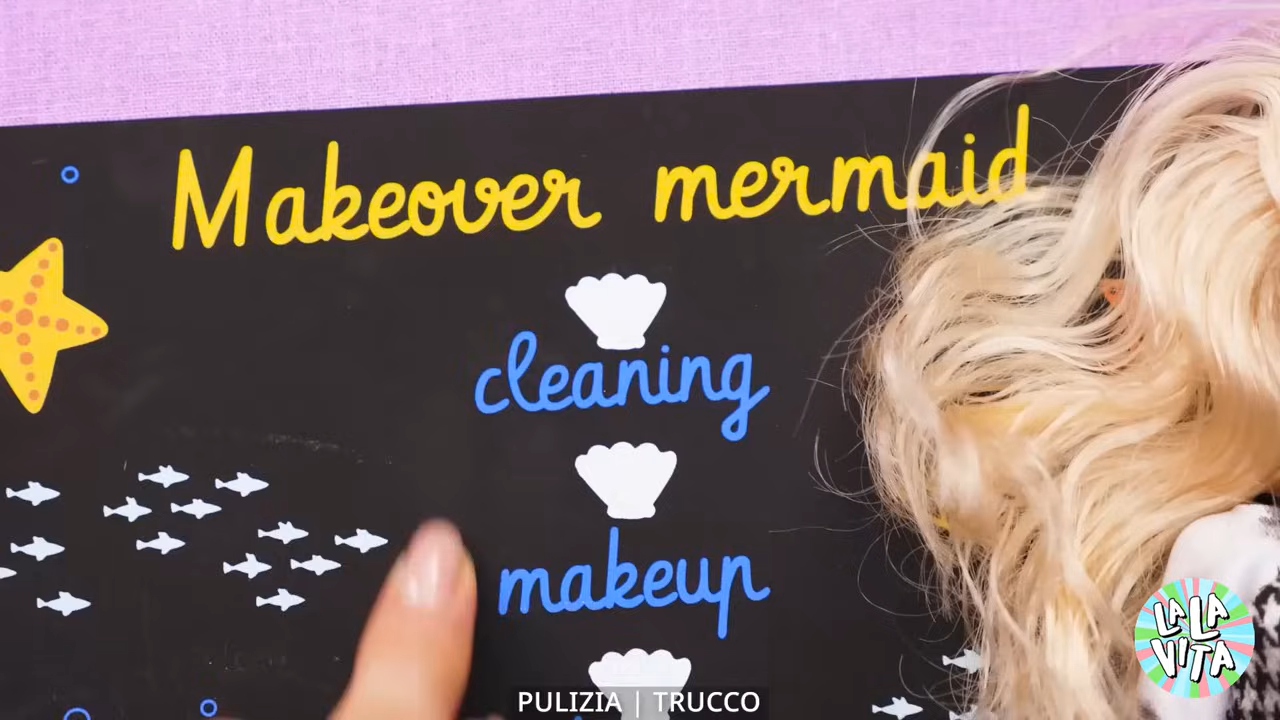 Makeover mermaid
cleaning
makeup
LA LA
VITA
PULIZIA | TRUCCO